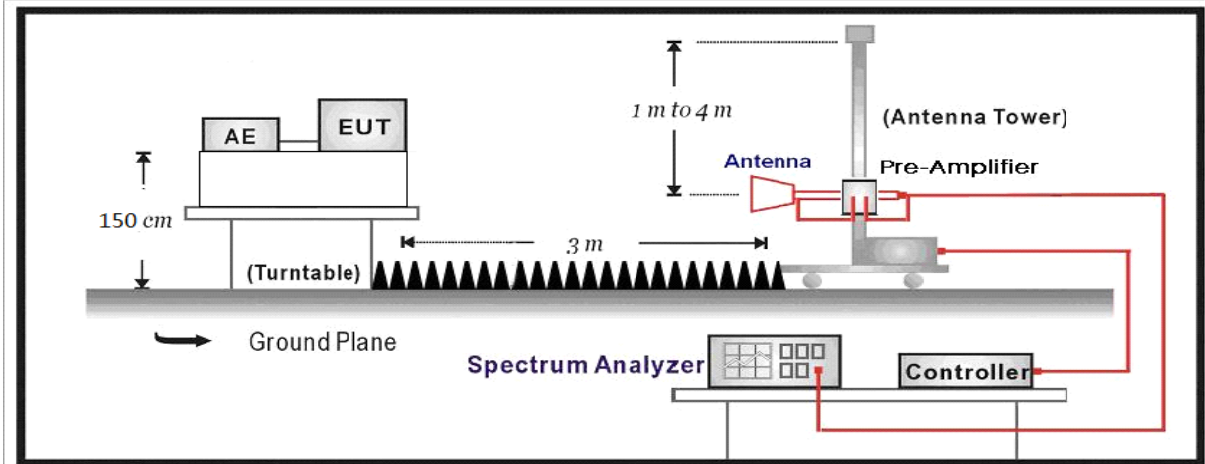 1 m to 4 m
(Antenna Tower)
AE
EUT
Antenna
Pre-Amplifier
150 cm
3 m
(Turntable)
Ground Plane
Spectrum Analyzer
Controller